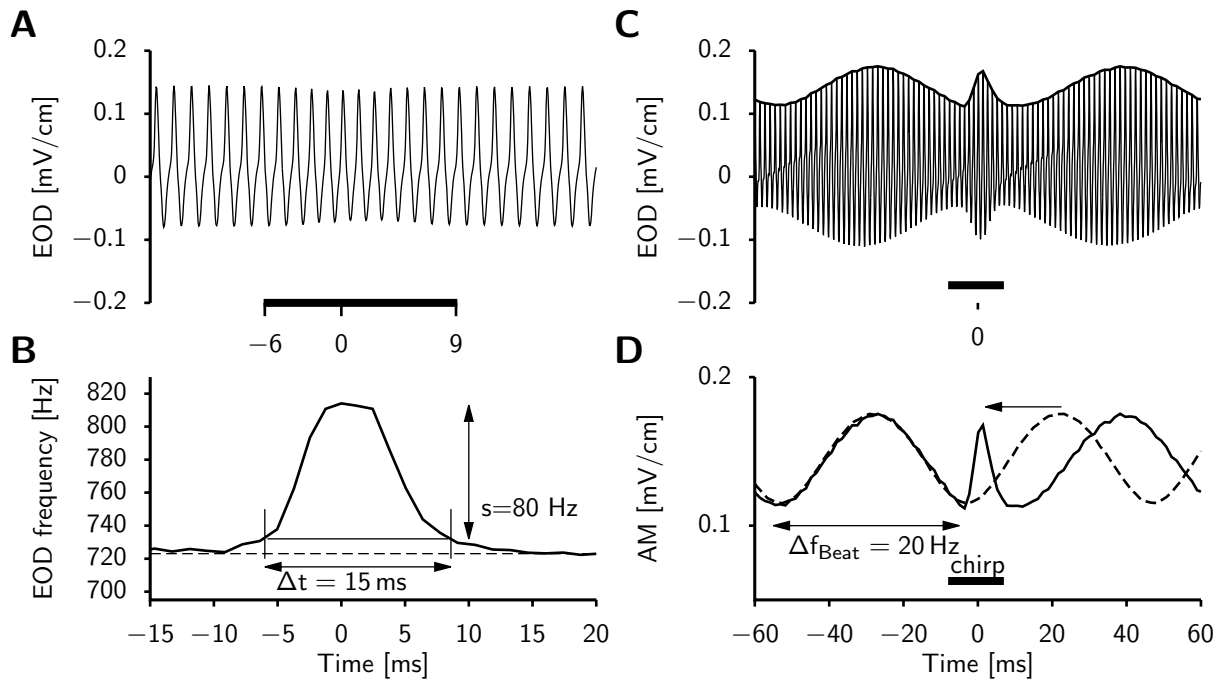 A
EOD [mV/cm]
0.2
0.1
0
−0.1
−0.2
−6 0 9
B
EOD frequency [Hz]
820
800
780
760
740
720
700
s=80 Hz
Δt = 15 ms
−15 −10 −5 0 5 10 15 20
Time [ms]
C
EOD [mV/cm]
0.2
0.1
0
−0.1
−0.2
0
D
AM [mV/cm]
0.2
0.1
Δf_Beat = 20 Hz
chirp
−60 −40 −20 0 20 40 60
Time [ms]